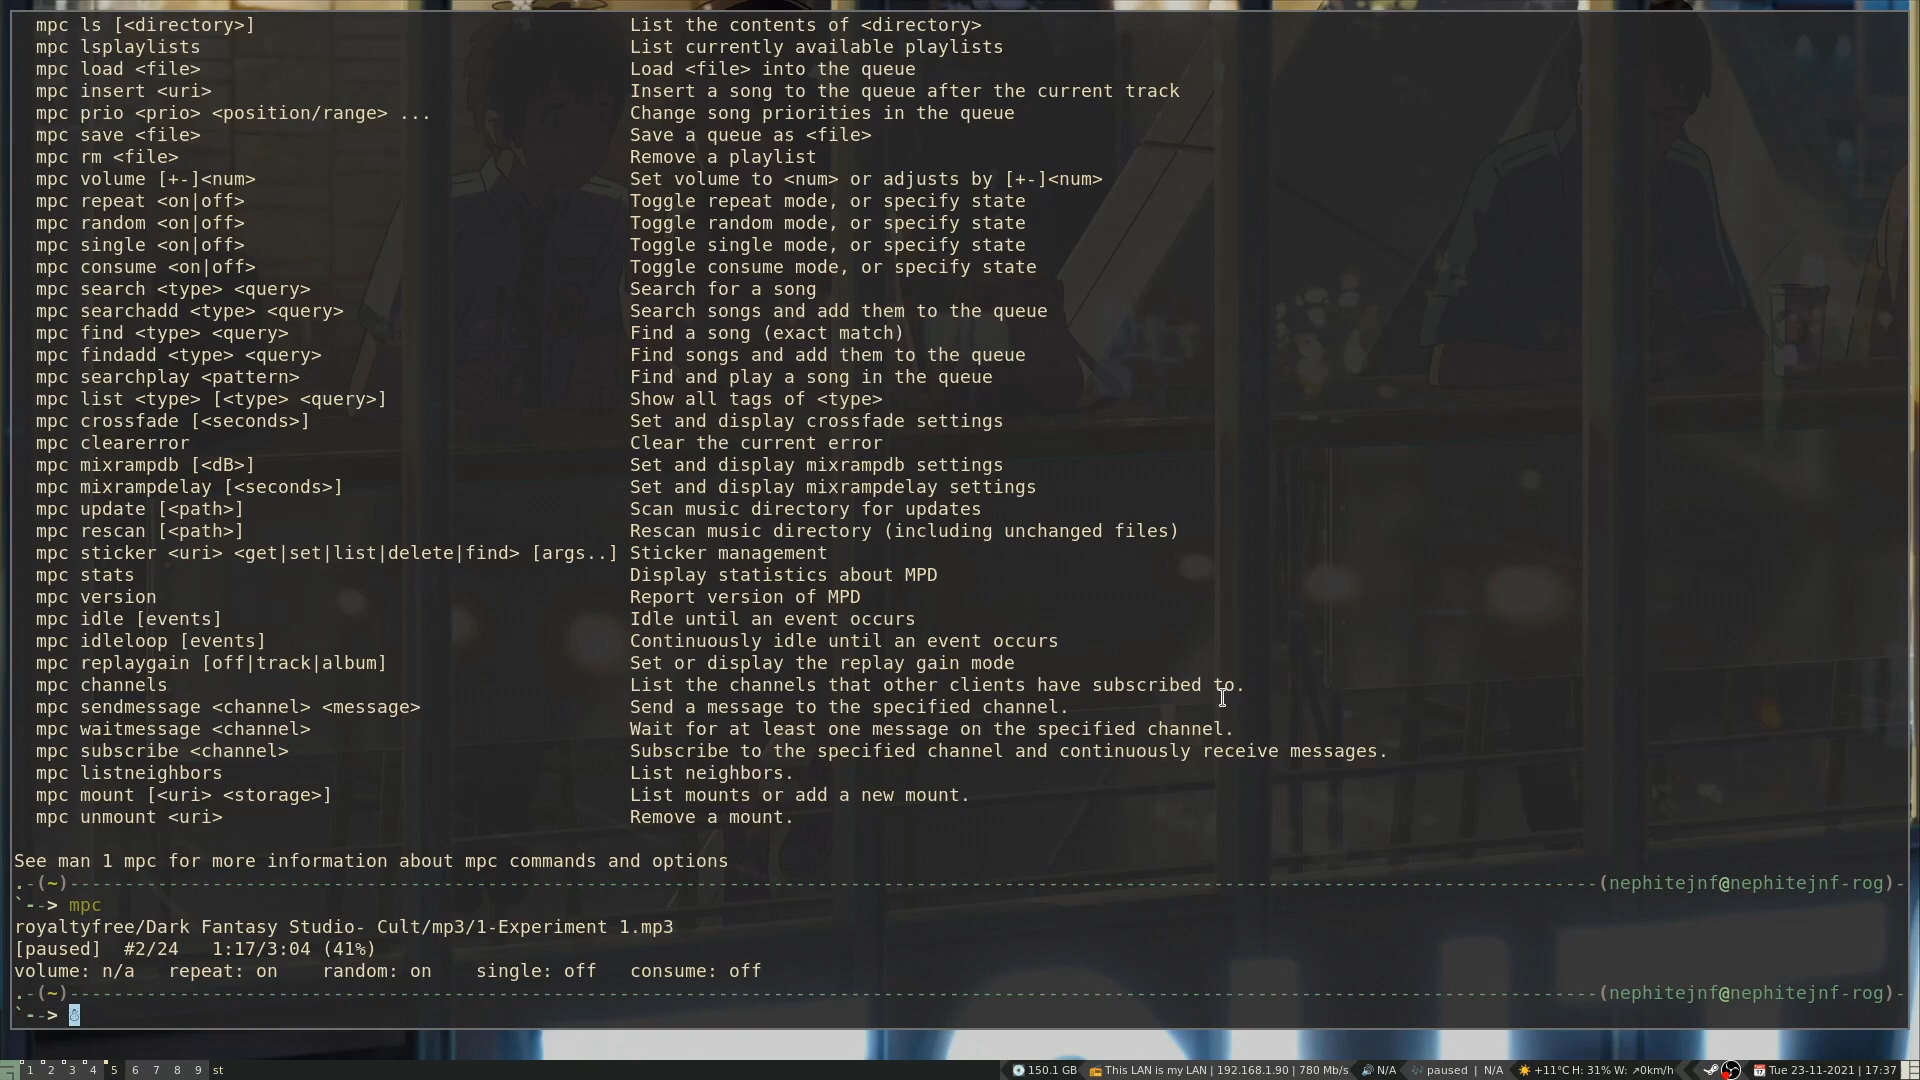 mpc ls [<directory>] List the contents of <directory>
mpc lsplaylists List currently available playlists
mpc load <file> Load <file> into the queue
mpc insert <uri> Insert a song to the queue after the current track
mpc prio <prio> <position/range> ... Change song priorities in the queue
mpc save <file> Save a queue as <file>
mpc rm <file> Remove a playlist
mpc volume [+-]<num> Set volume to <num> or adjusts by [+-]<num>
mpc repeat <on|off> Toggle repeat mode, or specify state
mpc random <on|off> Toggle random mode, or specify state
mpc single <on|off> Toggle single mode, or specify state
mpc consume <on|off> Toggle consume mode, or specify state
mpc search <type> <query> Search for a song
mpc searchadd <type> <query> Search songs and add them to the queue
mpc find <type> <query> Find a song (exact match)
mpc findadd <type> <query> Find songs and add them to the queue
mpc searchplay <pattern> Find and play a song in the queue
mpc list <type> [<type> <query>] Show all tags of <type>
mpc crossfade [<seconds>] Set and display crossfade settings
mpc clearerror Clear the current error
mpc mixrampdb [<dB>] Set and display mixrampdb settings
mpc mixrampdelay [<seconds>] Set and display mixrampdelay settings
mpc update [<path>] Scan music directory for updates
mpc rescan [<path>] Rescan music directory (including unchanged files)
mpc sticker <uri> <get|set|list|delete|find> [args..] Sticker management
mpc stats Display statistics about MPD
mpc version Report version of MPD
mpc idle [events] Idle until an event occurs
mpc idleloop [events] Continuously idle until an event occurs
mpc replaygain [off|track|album] Set or display the replay gain mode
mpc channels List the channels that other clients have subscribed to.
mpc sendmessage <channel> <message> Send a message to the specified channel.
mpc waitmessage <channel> Wait for at least one message on the specified channel.
mpc subscribe <channel> Subscribe to the specified channel and continuously receive messages.
mpc listneighbors List neighbors.
mpc mount [<uri> <storage>] List mounts or add a new mount.
mpc unmount <uri> Remove a mount.
See man 1 mpc for more information about mpc commands and options
.-(~)---(nephitejnf@nephitejnf-rog)-
`--> mpc
royaltyfree/Dark Fantasy Studio- Cult/mp3/1-Experiment 1.mp3
[paused] #2/24 1:17/3:04 (41%)
volume: n/a repeat: on random: on single: off consume: off
.-(~)---(nephitejnf@nephitejnf-rog)-
`-->
1 2 3 4 5 6 7 8 9 st 150.1 GB This LAN is my LAN | 192.168.1.90 | 780 Mb/s N/A paused | N/A +11°C H: 31% W: ↗0km/h Tue 23-11-2021 | 17:37